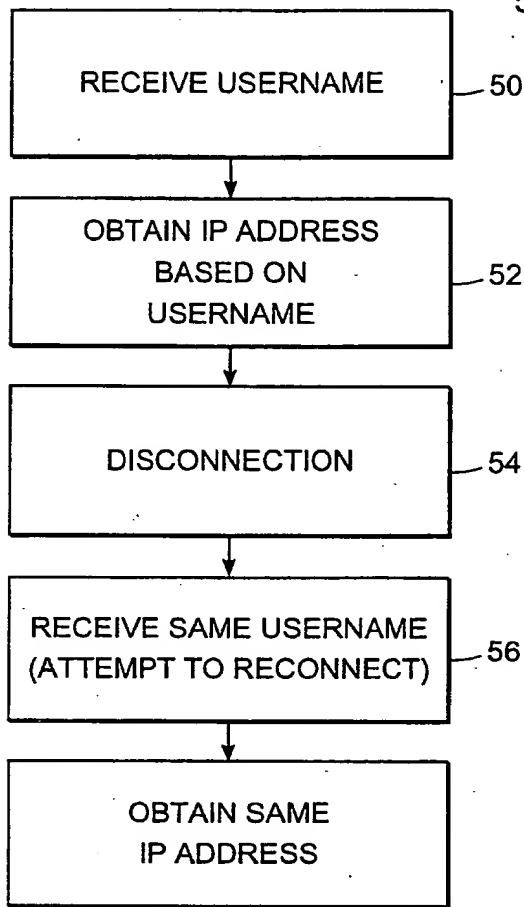 RECEIVE USERNAME
50
OBTAIN IP ADDRESS
BASED ON
USERNAME
52
DISCONNECTION
54
RECEIVE SAME USERNAME
(ATTEMPT TO RECONNECT)
56
OBTAIN SAME
IP ADDRESS